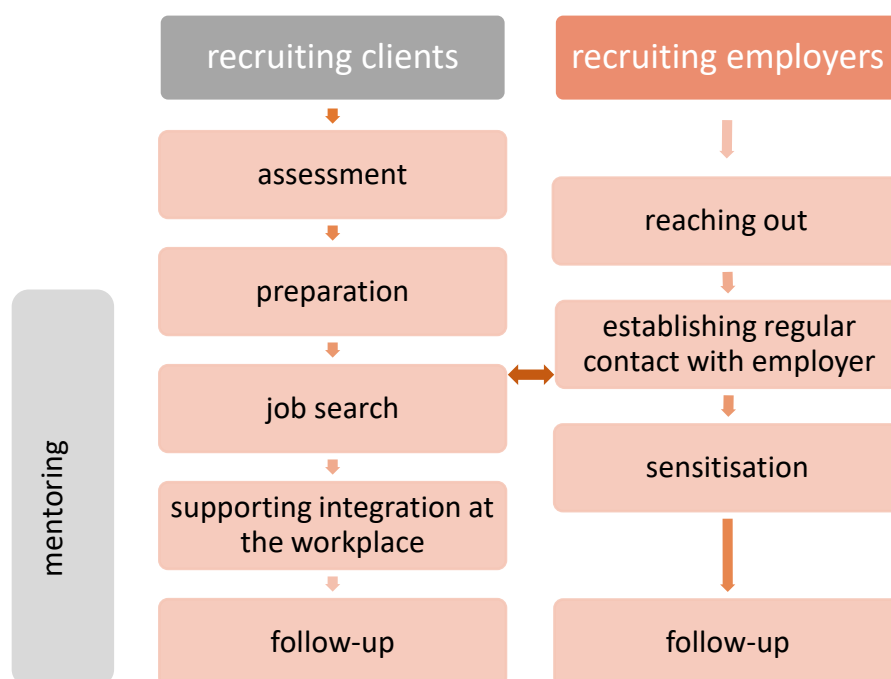 recruiting clients
recruiting employers
assessment
reaching out
preparation
establishing regular
contact with employer
job search
sensitisation
supporting integration at
the workplace
follow-up
follow-up
mentoring